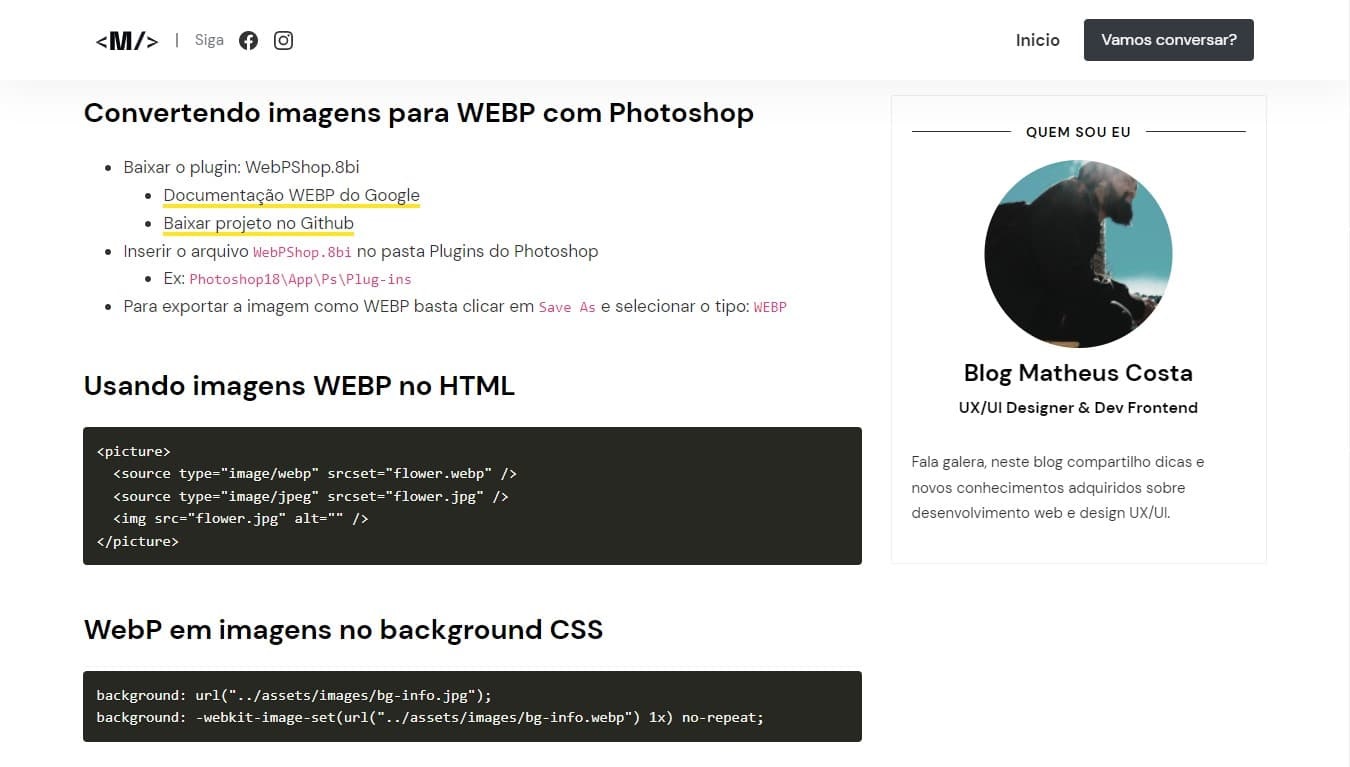 <M/> | Siga
Inicio
Vamos conversar?
Convertendo imagens para WEBP com Photoshop
Baixar o plugin: WebPShop.8bi
Documentação WEBP do Google
Baixar projeto no Github
Inserir o arquivo WebPShop.8bi no pasta Plugins do Photoshop
Ex: Photoshop18\App\Ps\Plug-ins
Para exportar a imagem como WEBP basta clicar em Save As e selecionar o tipo: WEBP
Usando imagens WEBP no HTML
<picture>
  <source type="image/webp" srcset="flower.webp" />
  <source type="image/jpeg" srcset="flower.jpg" />
  <img src="flower.jpg" alt="" />
</picture>
WebP em imagens no background CSS
background: url("../assets/images/bg-info.jpg");
background: -webkit-image-set(url("../assets/images/bg-info.webp") 1x) no-repeat;
QUEM SOU EU
Blog Matheus Costa
UX/UI Designer & Dev Frontend
Fala galera, neste blog compartilho dicas e
novos conhecimentos adquiridos sobre
desenvolvimento web e design UX/UI.